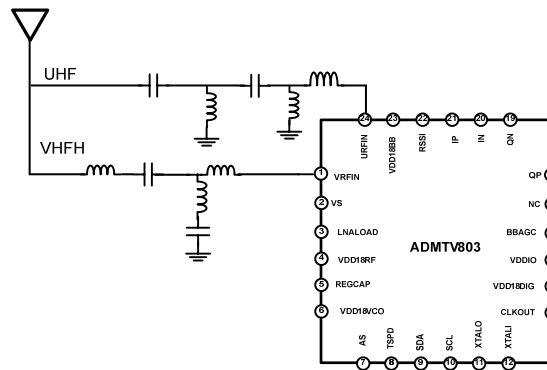 UHF
VHFH
24 23 22 21 20 19
URFIN VDD18BB RSSI IP IN QN
1 VRFIN
2 VS
3 LNALOAD
4 VDD18RF
5 REGCAP
6 VDD18VCO
ADMTV803
QP
NC
BBAGC
VDDIO
VDD18DIG
CLKOUT
AS TSPD SDA SCL XTALO XTALI
7 8 9 10 11 12